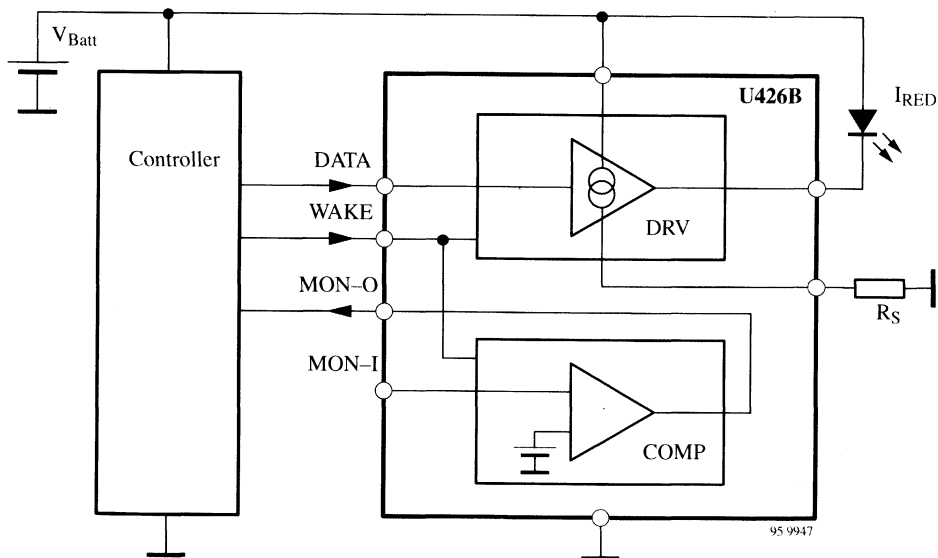 V_Batt
U426B
I_RED
Controller
DATA
WAKE
DRV
MON–O
R_S
MON–I
COMP
95 9947